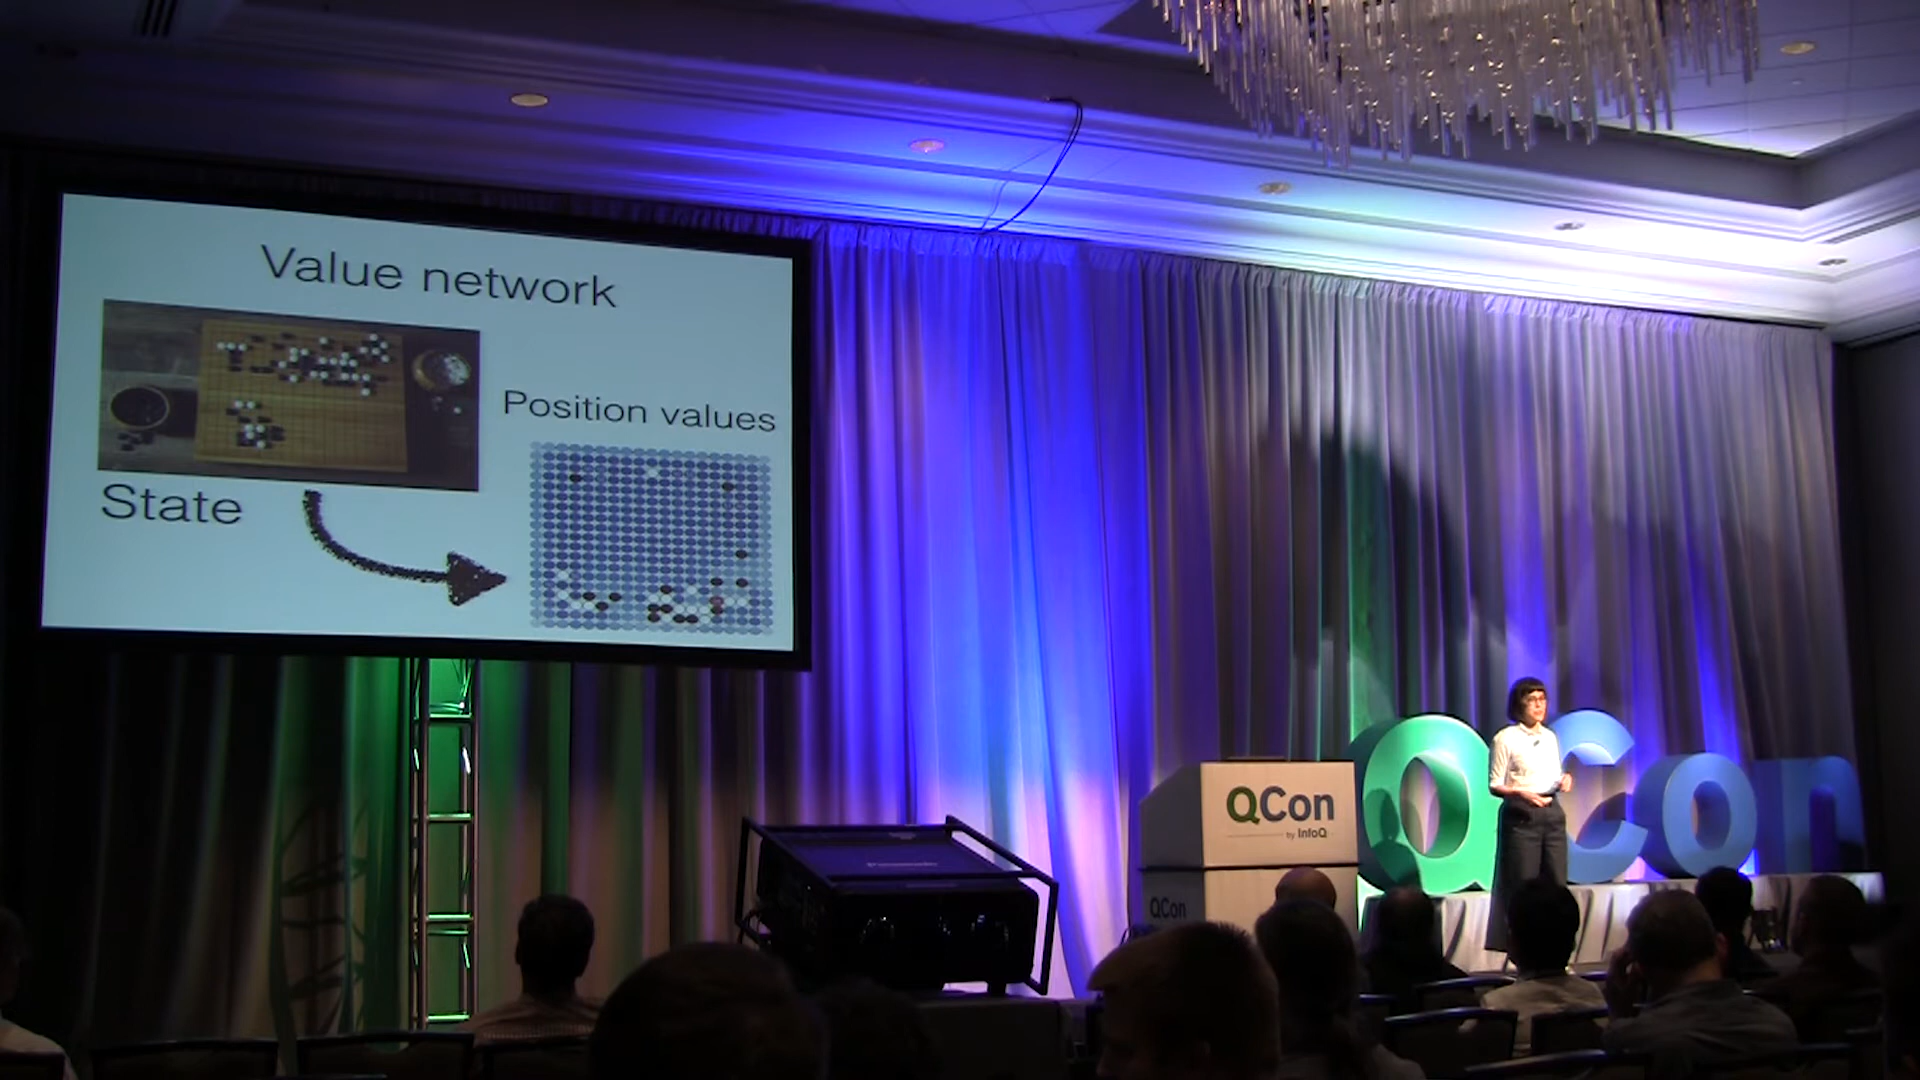 Value network
Position values
State
QCon
by InfoQ
QCon
QCon